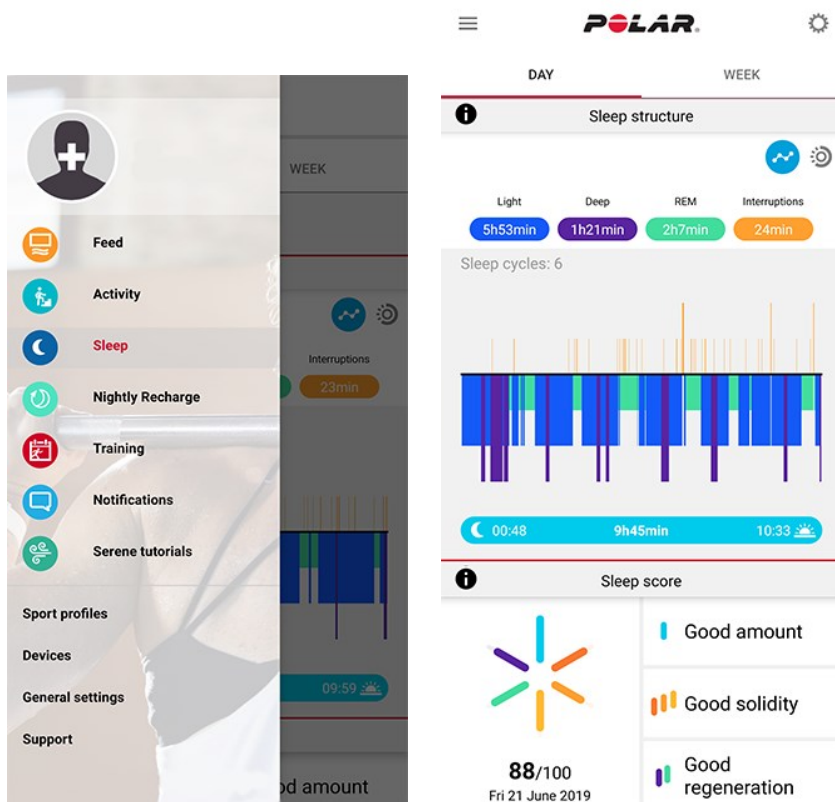 WEEK
Feed
Activity
Sleep
Nightly Recharge
Training
Notifications
Serene tutorials
Sport profiles
Devices
General settings
Support
Interruptions
23min
09:59
od amount
POLAR.
DAY
WEEK
Sleep structure
Light
Deep
REM
Interruptions
5h53min
1h21min
2h7min
24min
Sleep cycles: 6
00:48
9h45min
10:33
Sleep score
88/100
Fri 21 June 2019
Good amount
Good solidity
Good
regeneration